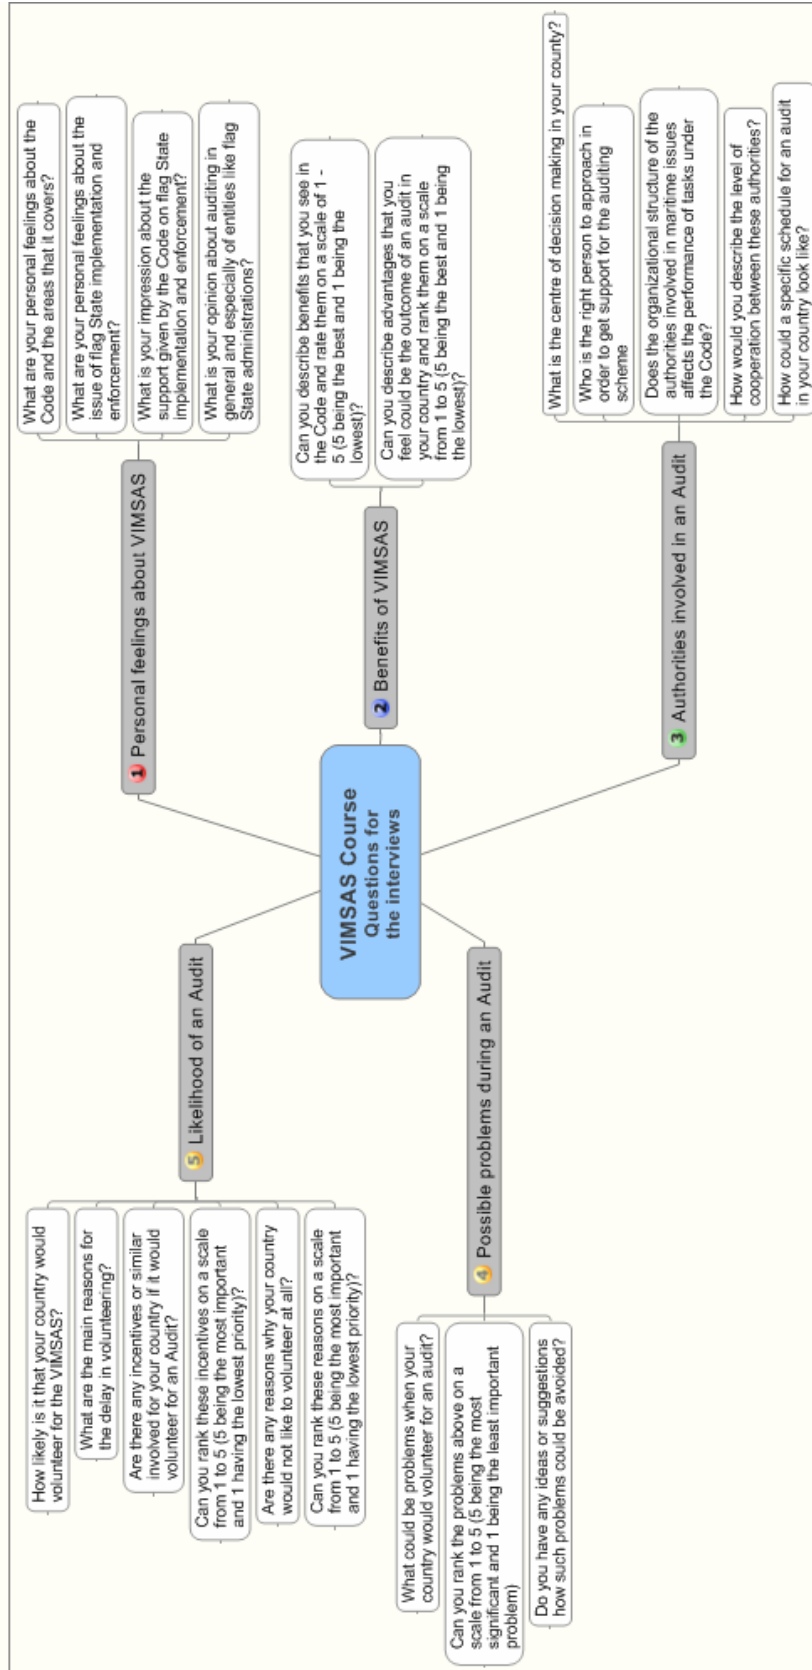 VIMSAS Course
Questions for
the interviews
1 Personal feelings about VIMSAS
What are your personal feelings about the
Code and the areas that it covers?
What are your personal feelings about the
issue of flag State implementation and
enforcement?
What is your impression about the
support given by the Code on flag State
implementation and enforcement?
What is your opinion about auditing in
general and especially of entities like flag
State administrations?
2 Benefits of VIMSAS
Can you describe benefits that you see in
the Code and rate them on a scale of 1 -
5 (5 being the best and 1 being the
lowest)?
Can you describe advantages that you
feel could be the outcome of an audit in
your country and rank them on a scale
from 1 to 5 (5 being the best and 1 being
the lowest)?
3 Authorities involved in an Audit
What is the centre of decision making in your county?
Who is the right person to approach in
order to get support for the auditing
scheme
Does the organizational structure of the
authorities involved in maritime issues
affects the performance of tasks under
the Code?
How would you describe the level of
cooperation between these authorities?
How could a specific schedule for an audit
in your country look like?
4 Possible problems during an Audit
What could be problems when your
country would volunteer for an audit?
Can you rank the problems above on a
scale from 1 to 5 (5 being the most
significant and 1 being the least important
problem)
Do you have any ideas or suggestions
how such problems could be avoided?
5 Likelihood of an Audit
How likely is it that your country would
volunteer for the VIMSAS?
What are the main reasons for
the delay in volunteering?
Are there any incentives or similar
involved for your country if it would
volunteer for an Audit?
Can you rank these incentives on a scale
from 1 to 5 (5 being the most important
and 1 having the lowest priority)?
Are there any reasons why your country
would not like to volunteer at all?
Can you rank these reasons on a scale
from 1 to 5 (5 being the most important
and 1 having the lowest priority)?